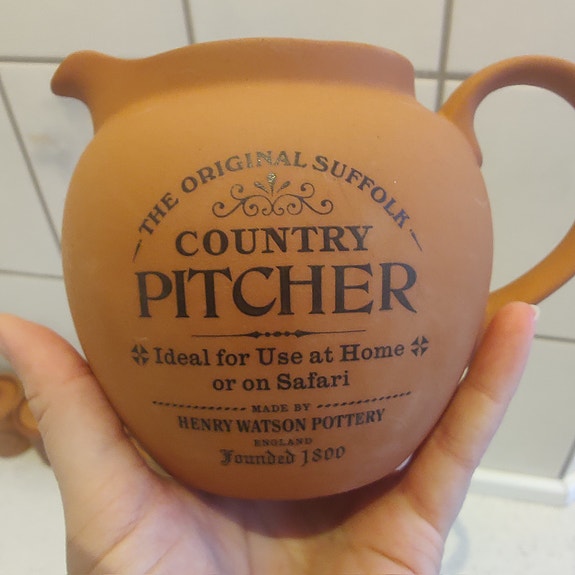 THE ORIGINAL SUFFOLK
COUNTRY
PITCHER
Ideal for Use at Home
or on Safari
MADE BY
HENRY WATSON POTTERY
ENGLAND
Founded 1800